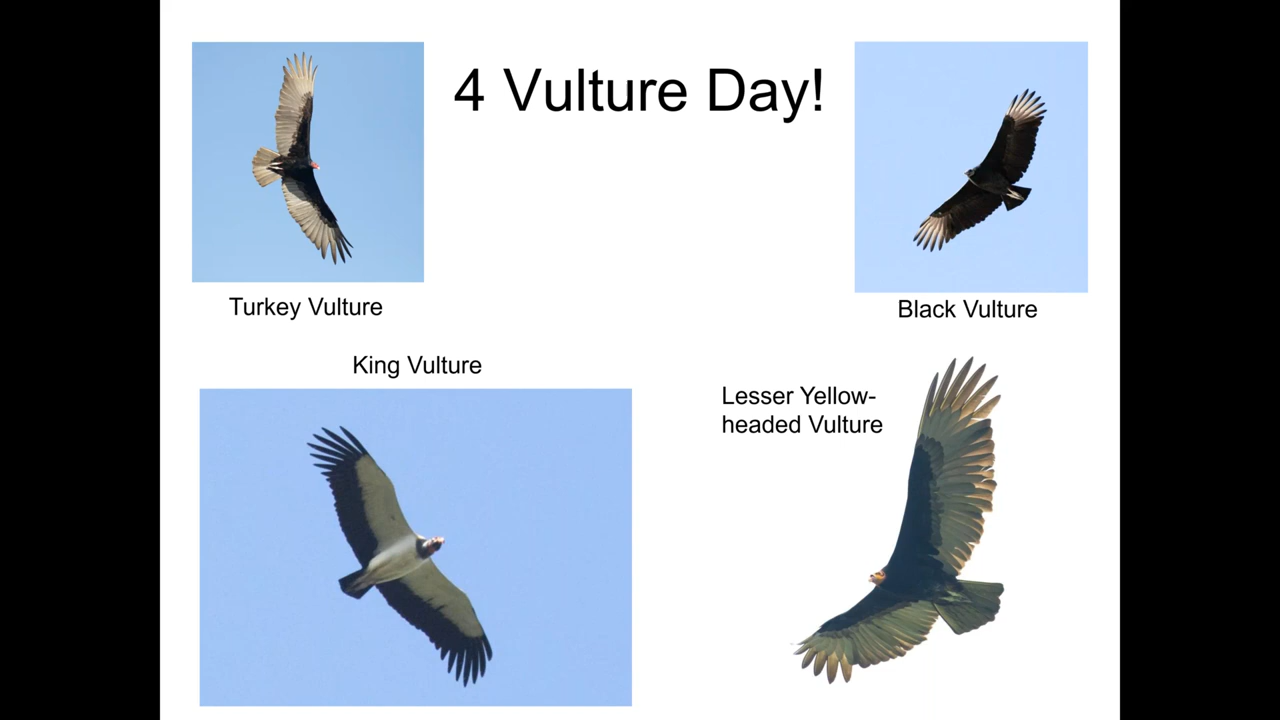 4 Vulture Day!
Turkey Vulture
Black Vulture
King Vulture
Lesser Yellow-
headed Vulture